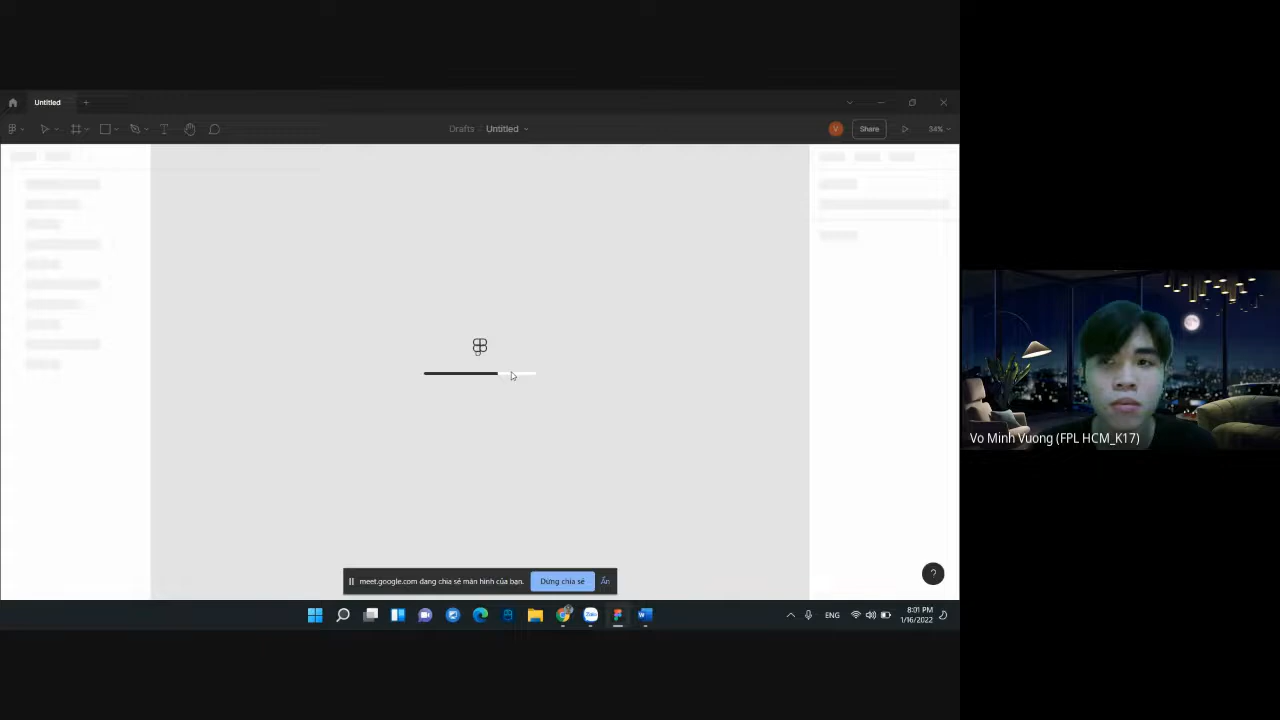 Untitled
Drafts / Untitled
V
Share
34%
Vo Minh Vuong (FPL HCM_K17)
meet.google.com đang chia sẻ màn hình của bạn.
Dừng chia sẻ
Ẩn
?
Zalo
W
ENG
8:01 PM
1/16/2022